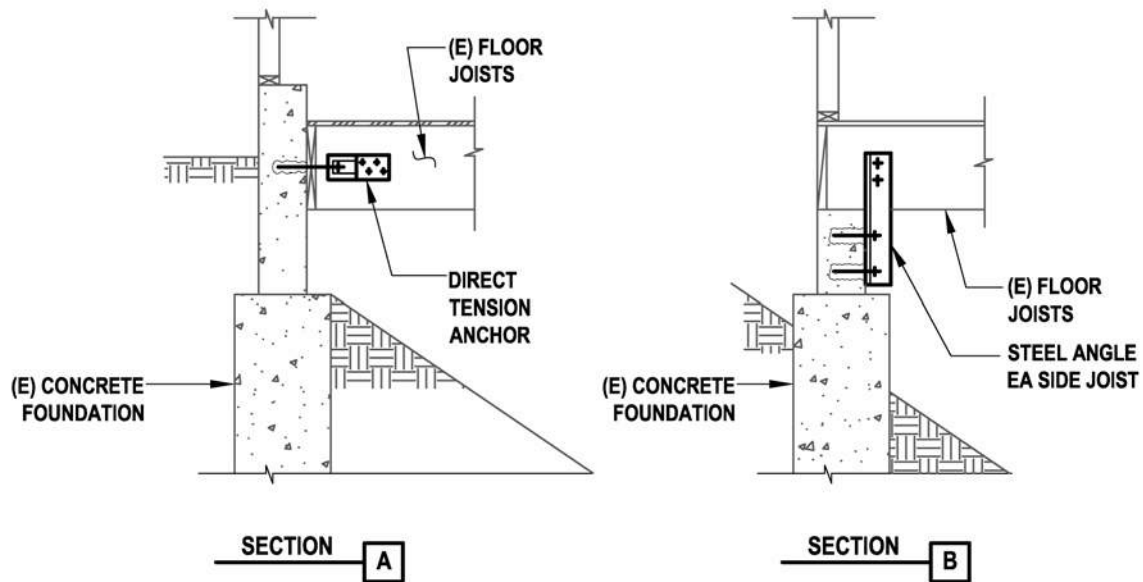 (E) FLOOR
JOISTS
DIRECT
TENSION
ANCHOR
(E) CONCRETE
FOUNDATION
SECTION A
(E) FLOOR
JOISTS
STEEL ANGLE
EA SIDE JOIST
(E) CONCRETE
FOUNDATION
SECTION B